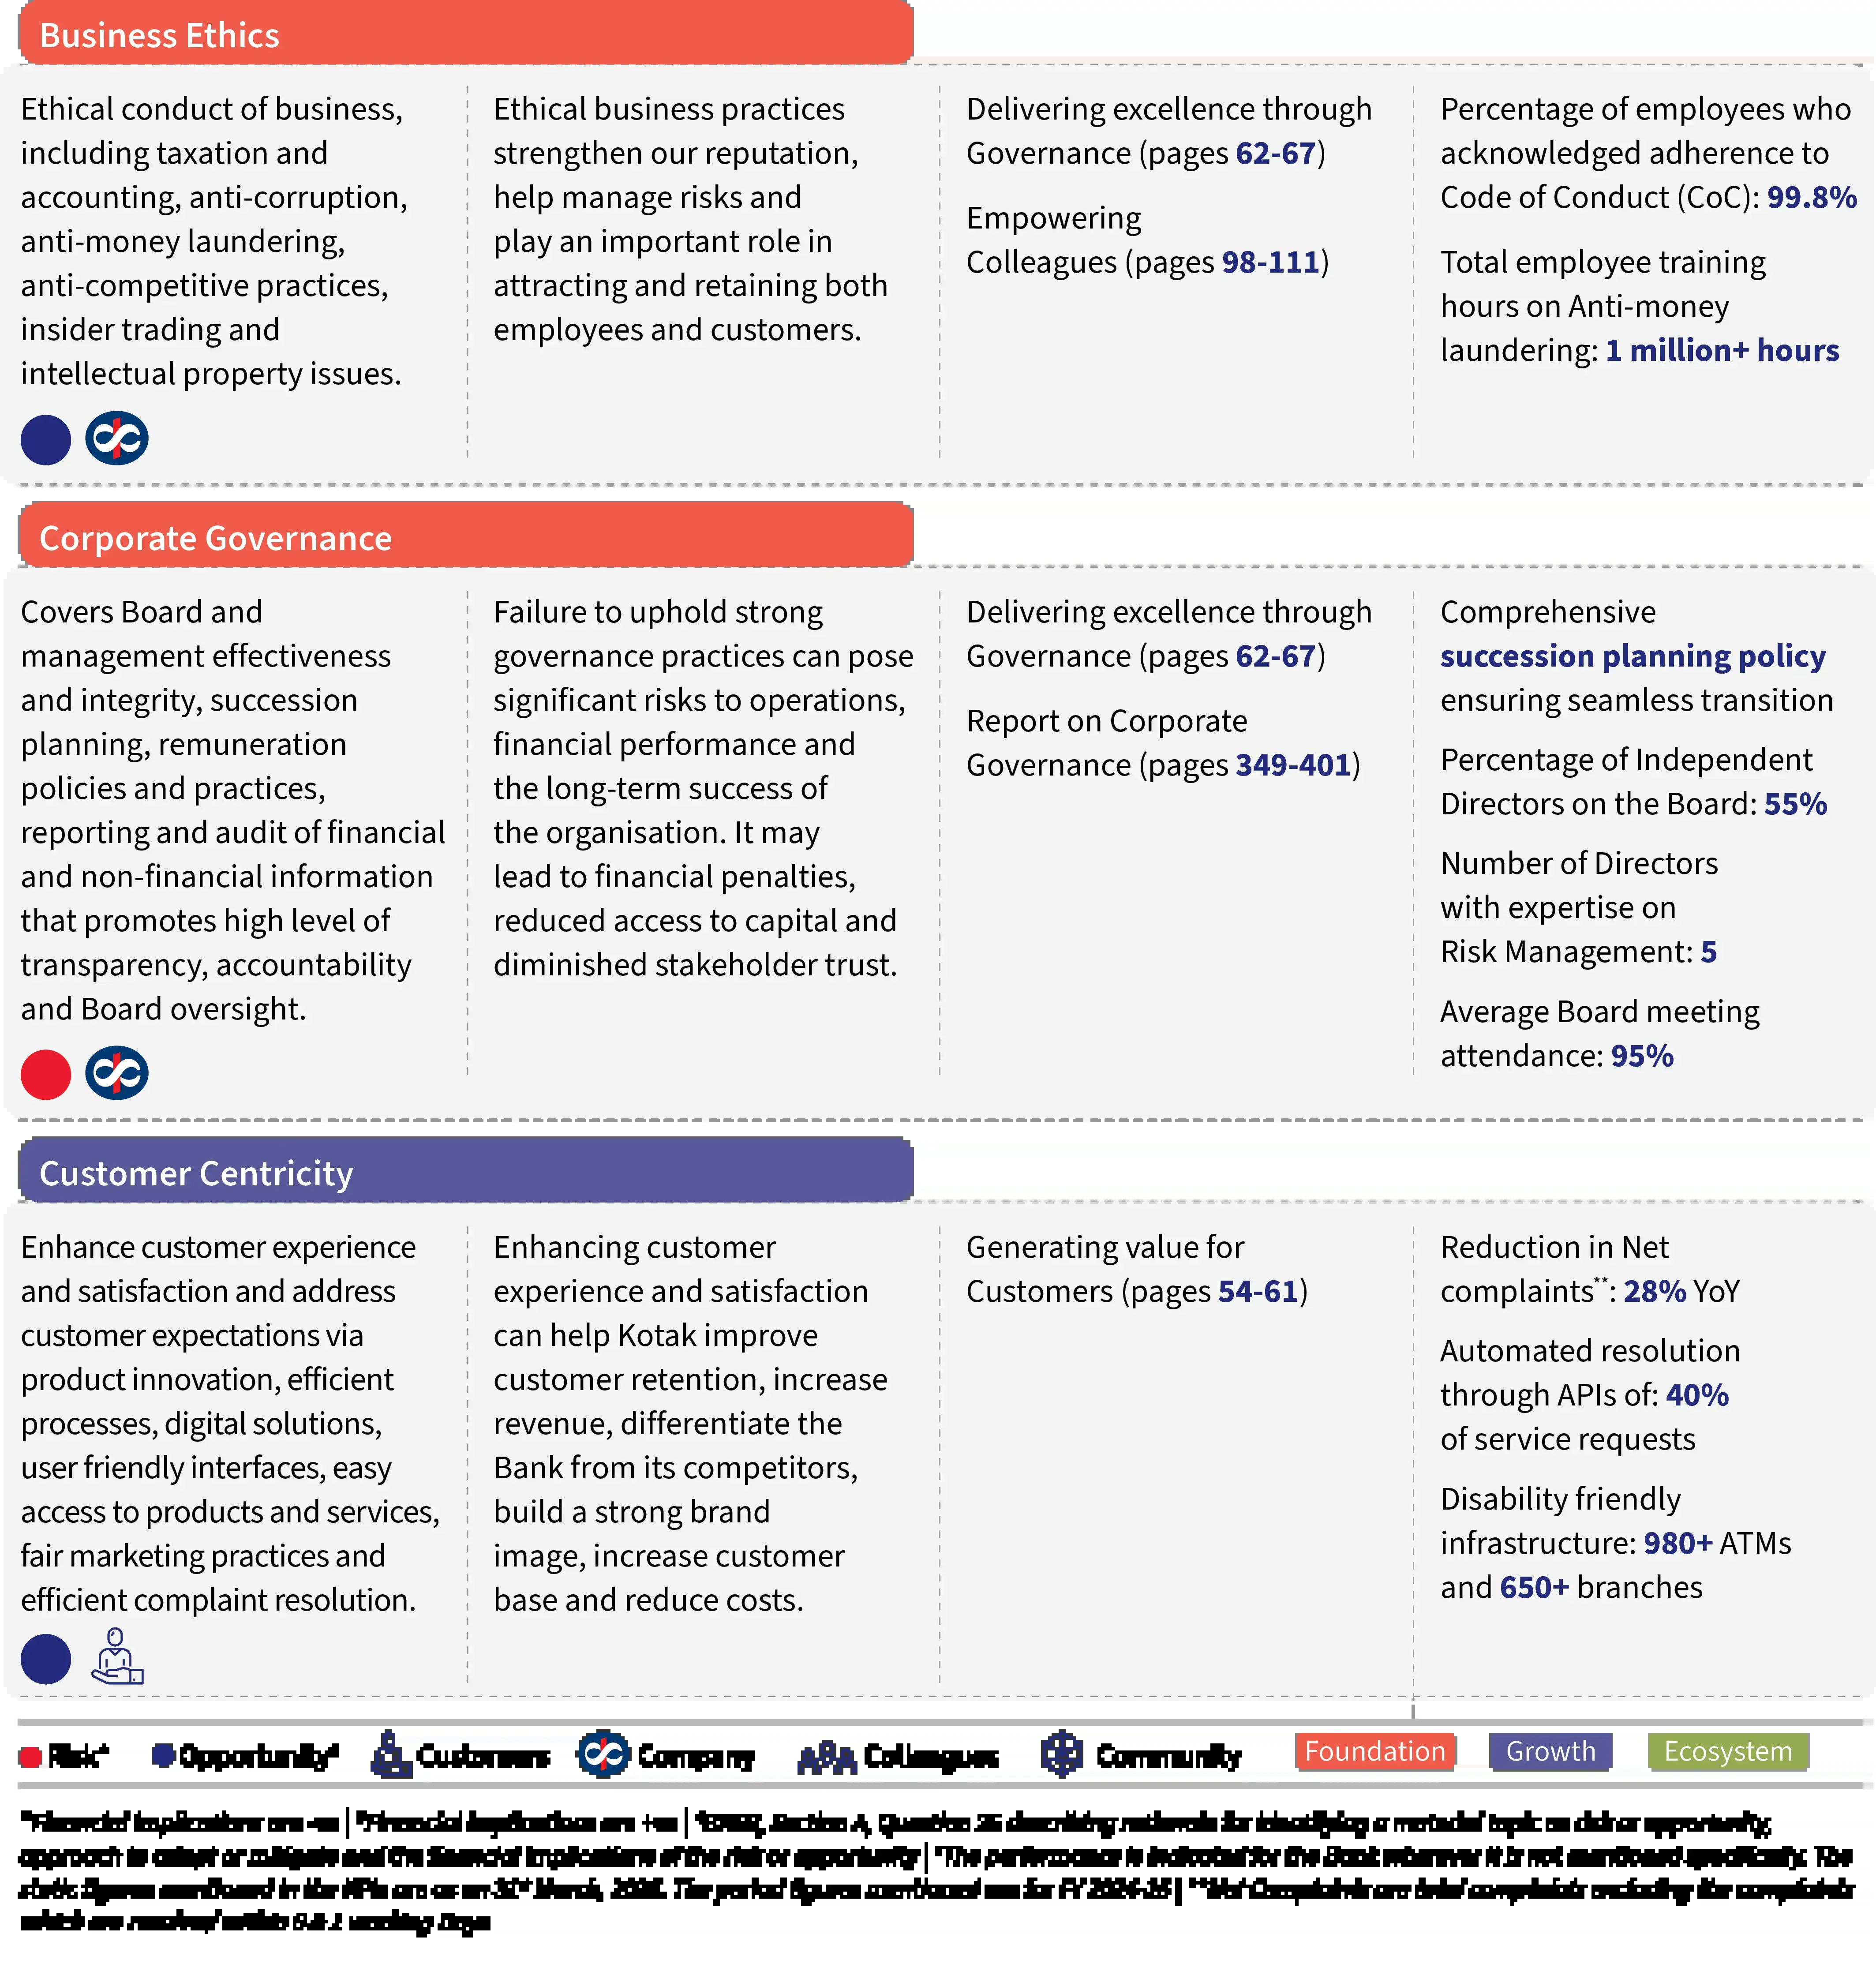 Business Ethics
Ethical conduct of business,
including taxation and
accounting, anti-corruption,
anti-money laundering,
anti-competitive practices,
insider trading and
intellectual property issues.
Ethical business practices
strengthen our reputation,
help manage risks and
play an important role in
attracting and retaining both
employees and customers.
Delivering excellence through
Governance (pages 62-67)
Empowering
Colleagues (pages 98-111)
Percentage of employees who
acknowledged adherence to
Code of Conduct (CoC): 99.8%
Total employee training
hours on Anti-money
laundering: 1 million+ hours
Corporate Governance
Covers Board and
management effectiveness
and integrity, succession
planning, remuneration
policies and practices,
reporting and audit of financial
and non-financial information
that promotes high level of
transparency, accountability
and Board oversight.
Failure to uphold strong
governance practices can pose
significant risks to operations,
financial performance and
the long-term success of
the organisation. It may
lead to financial penalties,
reduced access to capital and
diminished stakeholder trust.
Delivering excellence through
Governance (pages 62-67)
Report on Corporate
Governance (pages 349-401)
Comprehensive
succession planning policy
ensuring seamless transition
Percentage of Independent
Directors on the Board: 55%
Number of Directors
with expertise on
Risk Management: 5
Average Board meeting
attendance: 95%
Customer Centricity
Enhance customer experience
and satisfaction and address
customer expectations via
product innovation, efficient
processes, digital solutions,
user friendly interfaces, easy
access to products and services,
fair marketing practices and
efficient complaint resolution.
Enhancing customer
experience and satisfaction
can help Kotak improve
customer retention, increase
revenue, differentiate the
Bank from its competitors,
build a strong brand
image, increase customer
base and reduce costs.
Generating value for
Customers (pages 54-61)
Reduction in Net
complaints**: 28% YoY
Automated resolution
through APIs of: 40%
of service requests
Disability friendly
infrastructure: 980+ ATMs
and 650+ branches
Risk Opportunity Customers Company Colleagues Community Foundation Growth Ecosystem